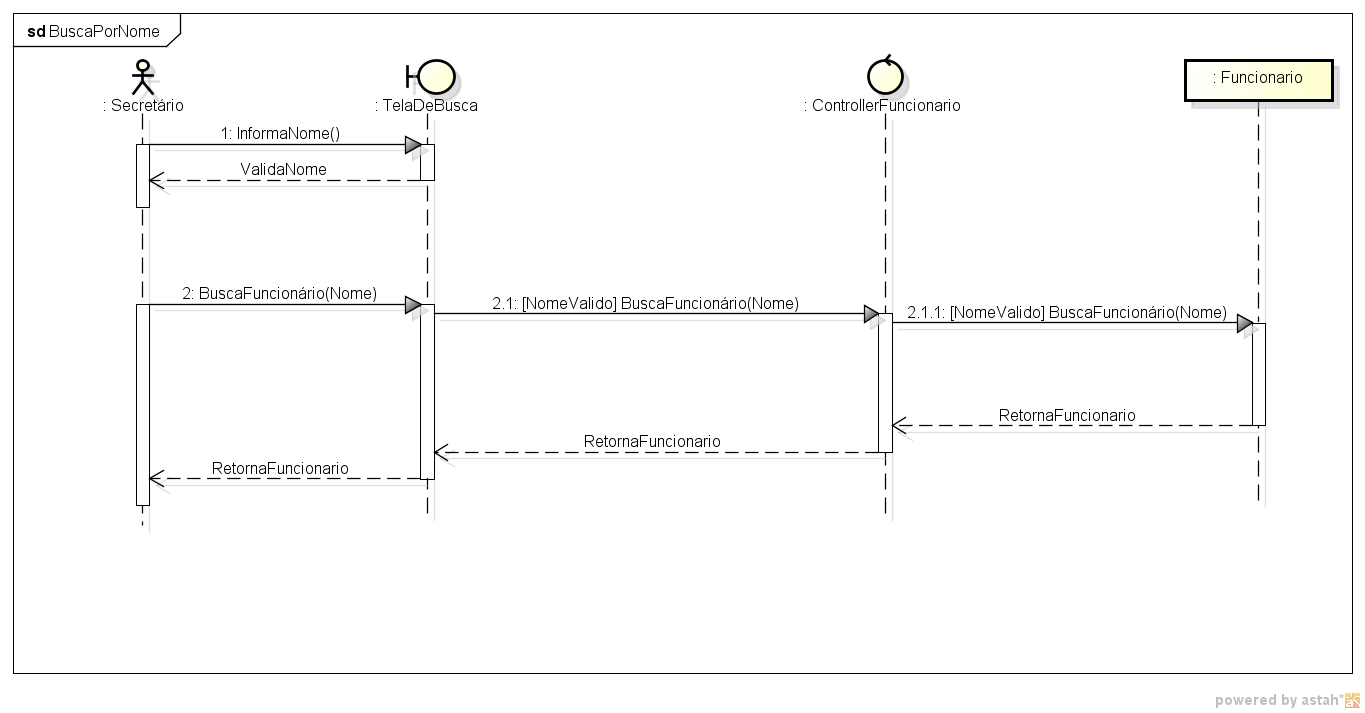 sd BuscaPorNome
: Secretário
: TelaDeBusca
: ControllerFuncionario
: Funcionario
1: InformaNome()
ValidaNome
2: BuscaFuncionário(Nome)
2.1: [NomeValido] BuscaFuncionário(Nome)
2.1.1: [NomeValido] BuscaFuncionário(Nome)
RetornaFuncionario
RetornaFuncionario
RetornaFuncionario
powered by astah*